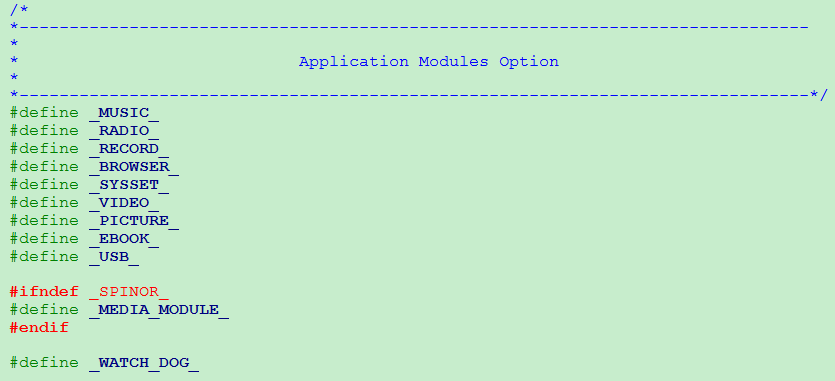 /*
*-------------------------------------------------------------------------------
*
* Application Modules Option
*
*-------------------------------------------------------------------------------*/
#define _MUSIC_
#define _RADIO_
#define _RECORD_
#define _BROWSER_
#define _SYSSET_
#define _VIDEO_
#define _PICTURE_
#define _EBOOK_
#define _USB_
#ifndef _SPINOR_
#define _MEDIA_MODULE_
#endif
#define _WATCH_DOG_